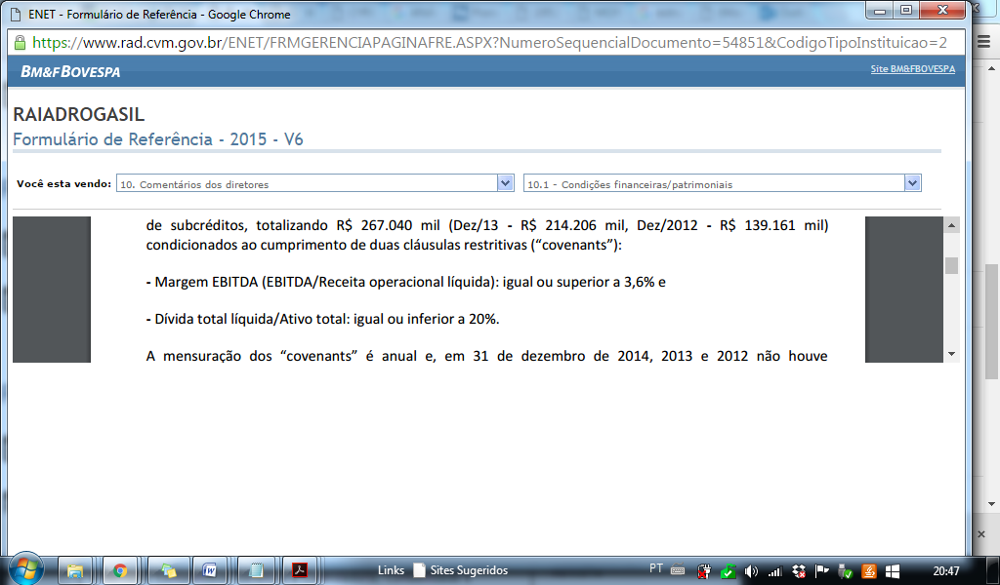 ENET - Formulário de Referência - Google Chrome
https://www.rad.cvm.gov.br/ENET/FRMGERENCIAPAGINAFRE.ASPX?NumeroSequencialDocumento=54851&CodigoTipoInstituicao=2
BM&FBOVESPA
Site BM&FBOVESPA
RAIADROGASIL
Formulário de Referência - 2015 - V6
Você esta vendo: 10. Comentários dos diretores 10.1 - Condições financeiras/patrimoniais
de subcréditos, totalizando R$ 267.040 mil (Dez/13 - R$ 214.206 mil, Dez/2012 - R$ 139.161 mil)
condicionados ao cumprimento de duas cláusulas restritivas (“covenants”):
- Margem EBITDA (EBITDA/Receita operacional líquida): igual ou superior a 3,6% e
- Dívida total líquida/Ativo total: igual ou inferior a 20%.
A mensuração dos “covenants” é anual e, em 31 de dezembro de 2014, 2013 e 2012 não houve
Links Sites Sugeridos PT 20:47